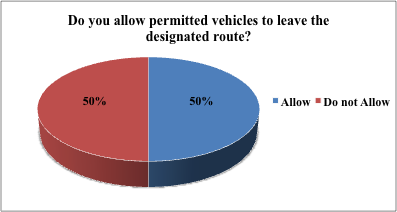 Do you allow permitted vehicles to leave the
designated route?
50% 50%
Allow Do not Allow